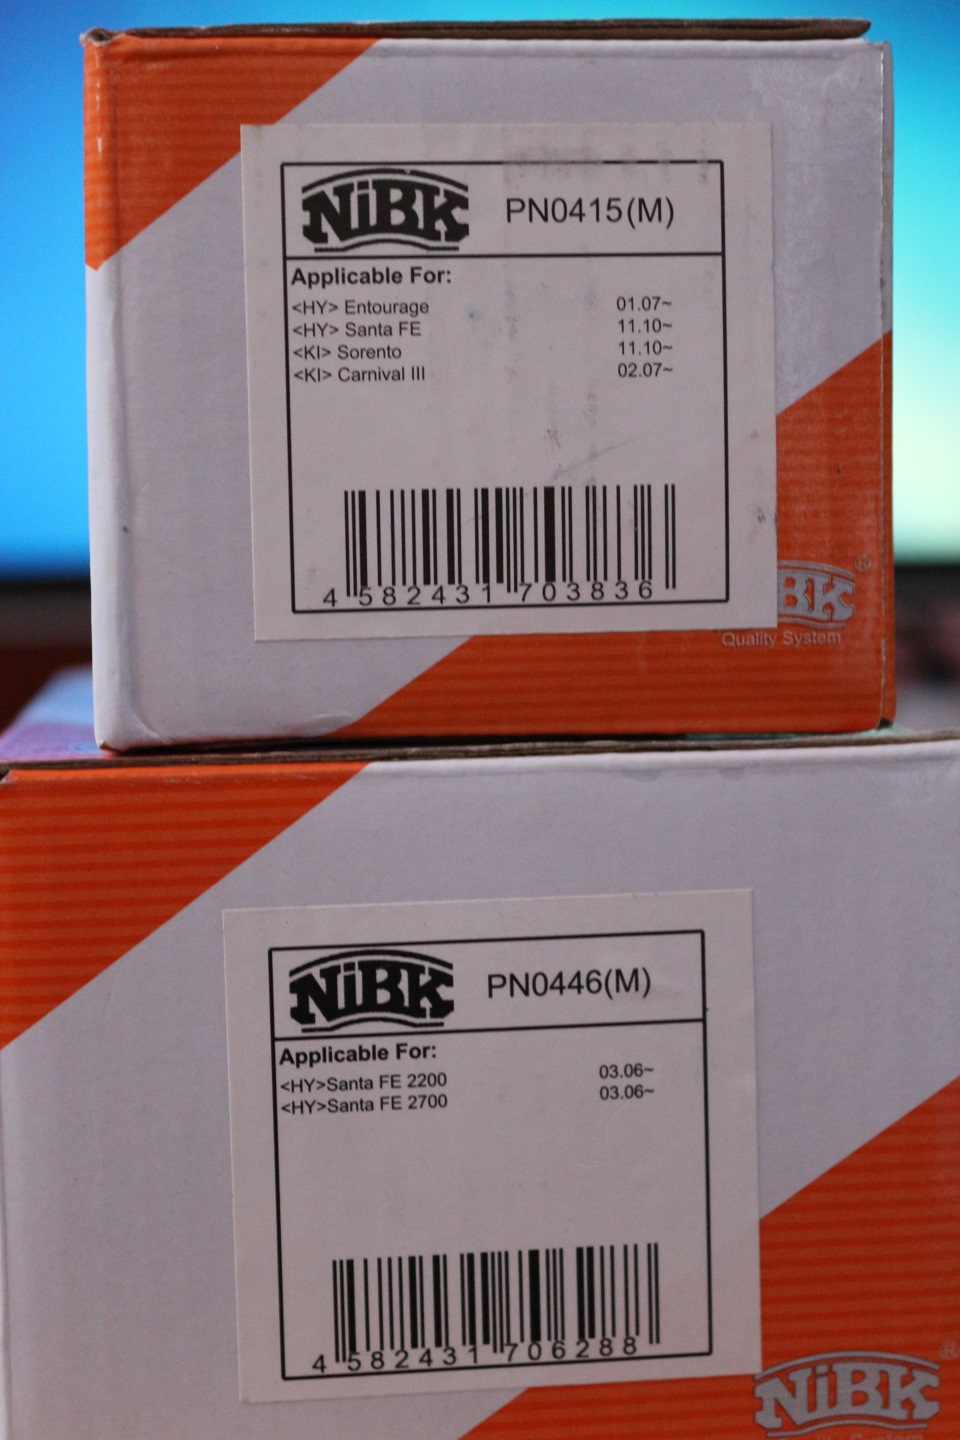 NiBK PN0415(M)
Applicable For:
<HY> Entourage 01.07~
<HY> Santa FE 11.10~
<KI> Sorento 11.10~
<KI> Carnival III 02.07~
4 582431 703836
BK ®
Quality System
NiBK PN0446(M)
Applicable For:
<HY>Santa FE 2200 03.06~
<HY>Santa FE 2700 03.06~
4 582431 706288
NiBK ®
System